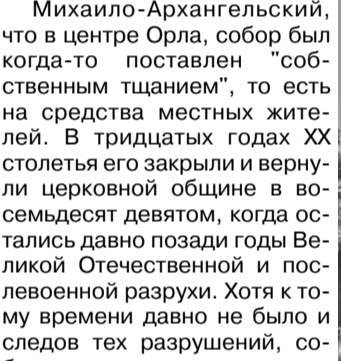 Михаило-Архангельский,
что в центре Орла, собор был
когда-то поставлен "соб-
ственным тщанием", то есть
на средства местных жите-
лей. В тридцатых годах XX
столетья его закрыли и верну-
ли церковной общине в во-
семьдесят девятом, когда ос-
тались давно позади годы Ве-
ликой Отечественной и пос-
левоенной разрухи. Хотя к то-
му времени давно не было и
следов тех разрушений, со-